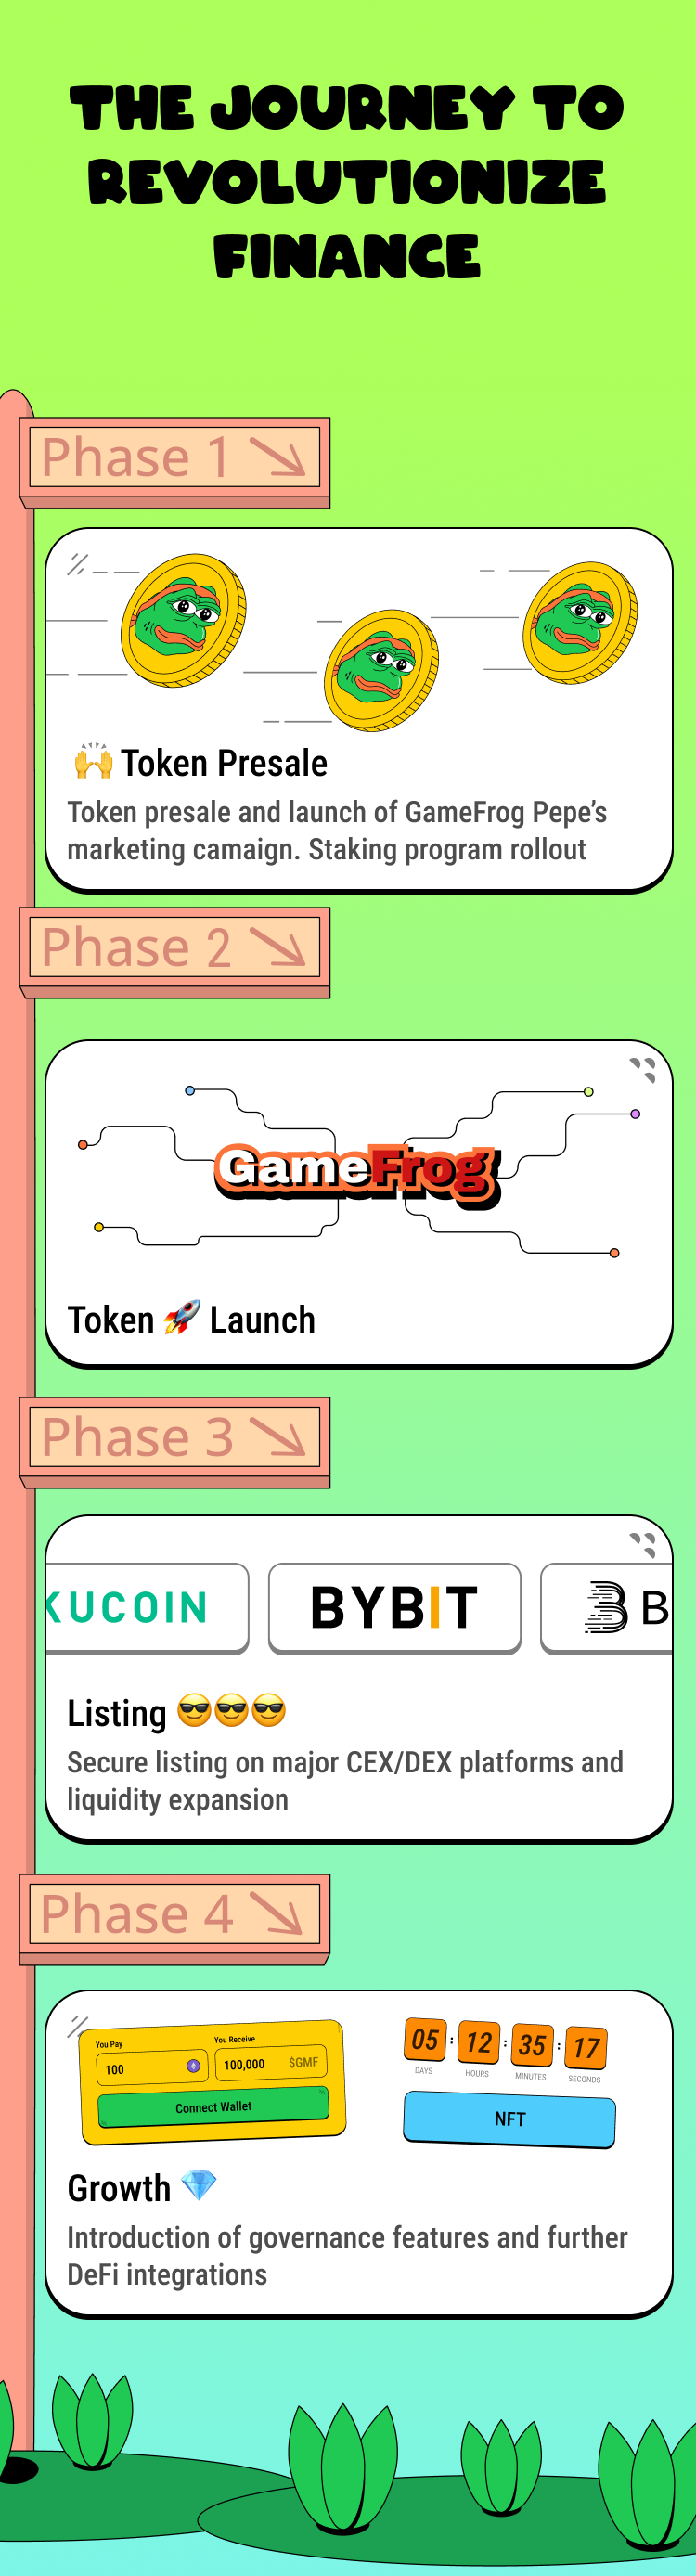 THE JOURNEY TO
REVOLUTIONIZE
FINANCE
Phase 1
🙌 Token Presale
Token presale and launch of GameFrog Pepe’s
marketing camaign. Staking program rollout
Phase 2
GameFrog
Token 🚀 Launch
Phase 3
KUCOIN
BYBIT
B
Listing 😎😎😎
Secure listing on major CEX/DEX platforms and
liquidity expansion
Phase 4
You Pay
You Receive
100
100,000 $GMF
Connect Wallet
05 : 12 : 35 : 17
DAYS HOURS MINUTES SECONDS
NFT
Growth 💎
Introduction of governance features and further
DeFi integrations